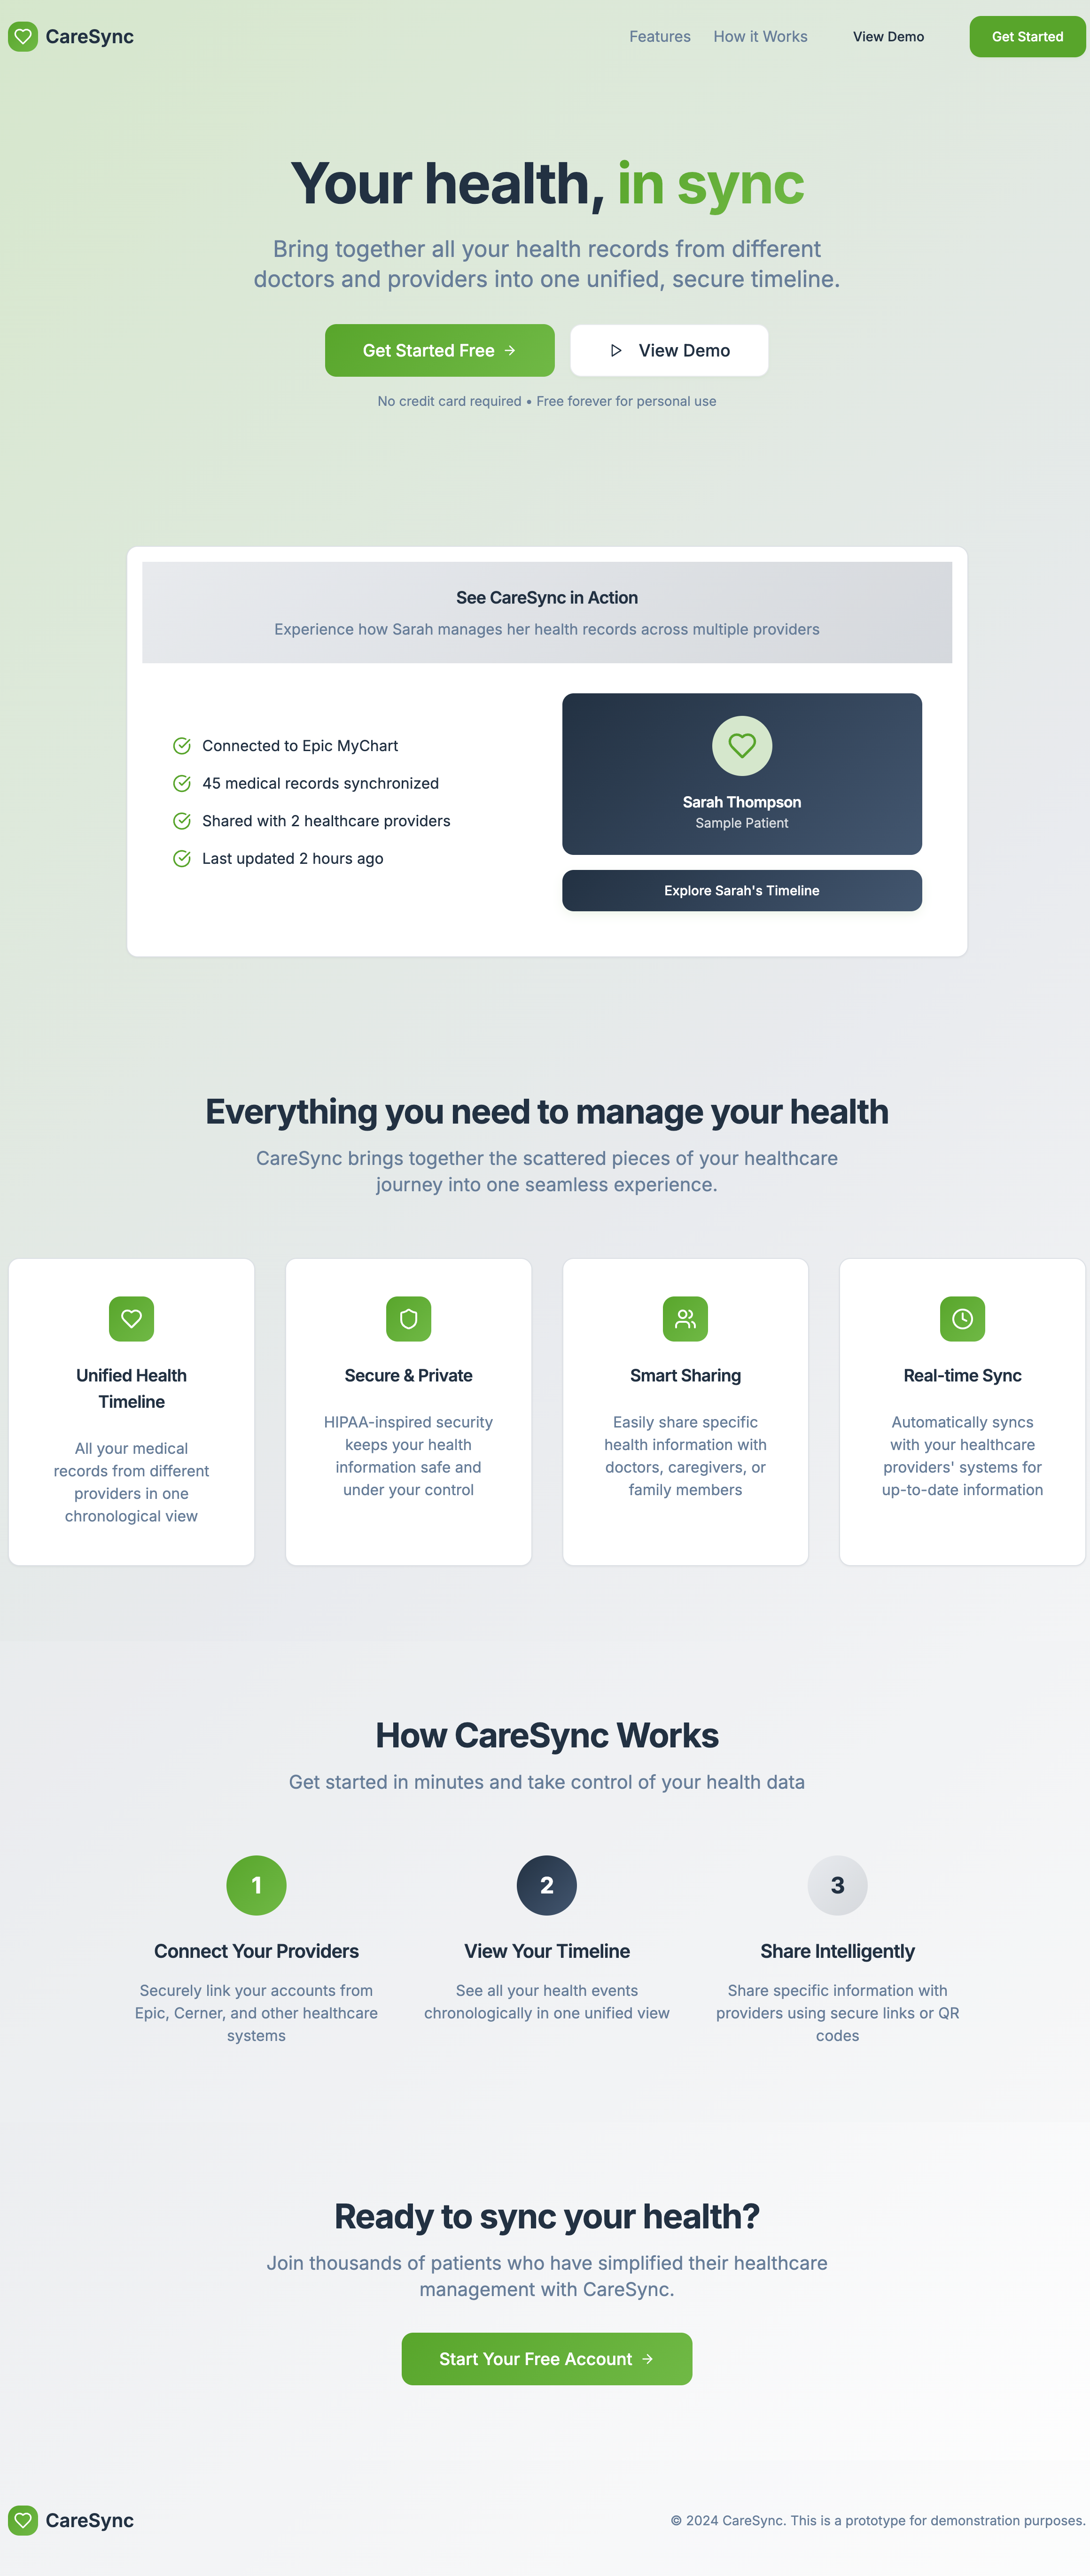 CareSync
Features
How it Works
View Demo
Get Started
Your health, in sync
Bring together all your health records from different
doctors and providers into one unified, secure timeline.
Get Started Free →
View Demo
No credit card required • Free forever for personal use
See CareSync in Action
Experience how Sarah manages her health records across multiple providers
Connected to Epic MyChart
45 medical records synchronized
Shared with 2 healthcare providers
Last updated 2 hours ago
Sarah Thompson
Sample Patient
Explore Sarah's Timeline
Everything you need to manage your health
CareSync brings together the scattered pieces of your healthcare
journey into one seamless experience.
Unified Health
Timeline
All your medical
records from different
providers in one
chronological view
Secure & Private
HIPAA-inspired security
keeps your health
information safe and
under your control
Smart Sharing
Easily share specific
health information with
doctors, caregivers, or
family members
Real-time Sync
Automatically syncs
with your healthcare
providers' systems for
up-to-date information
How CareSync Works
Get started in minutes and take control of your health data
1
Connect Your Providers
Securely link your accounts from
Epic, Cerner, and other healthcare
systems
2
View Your Timeline
See all your health events
chronologically in one unified view
3
Share Intelligently
Share specific information with
providers using secure links or QR
codes
Ready to sync your health?
Join thousands of patients who have simplified their healthcare
management with CareSync.
Start Your Free Account →
CareSync
© 2024 CareSync. This is a prototype for demonstration purposes.